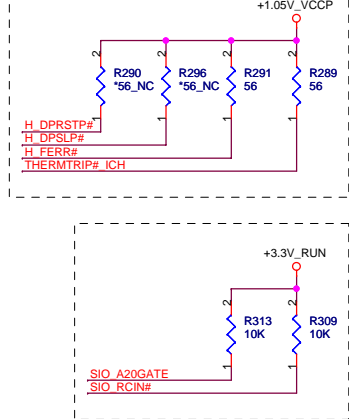 +1.05V_VCCP
2 2 2 2
R290 R296 R291 R289
*56_NC *56_NC 56 56
1 1 1 1
H_DPRSTP#
H_DPSLP#
H_FERR#
THERMTRIP#_ICH
+3.3V_RUN
2 2
R313 R309
10K 10K
1 1
SIO_A20GATE
SIO_RCIN#